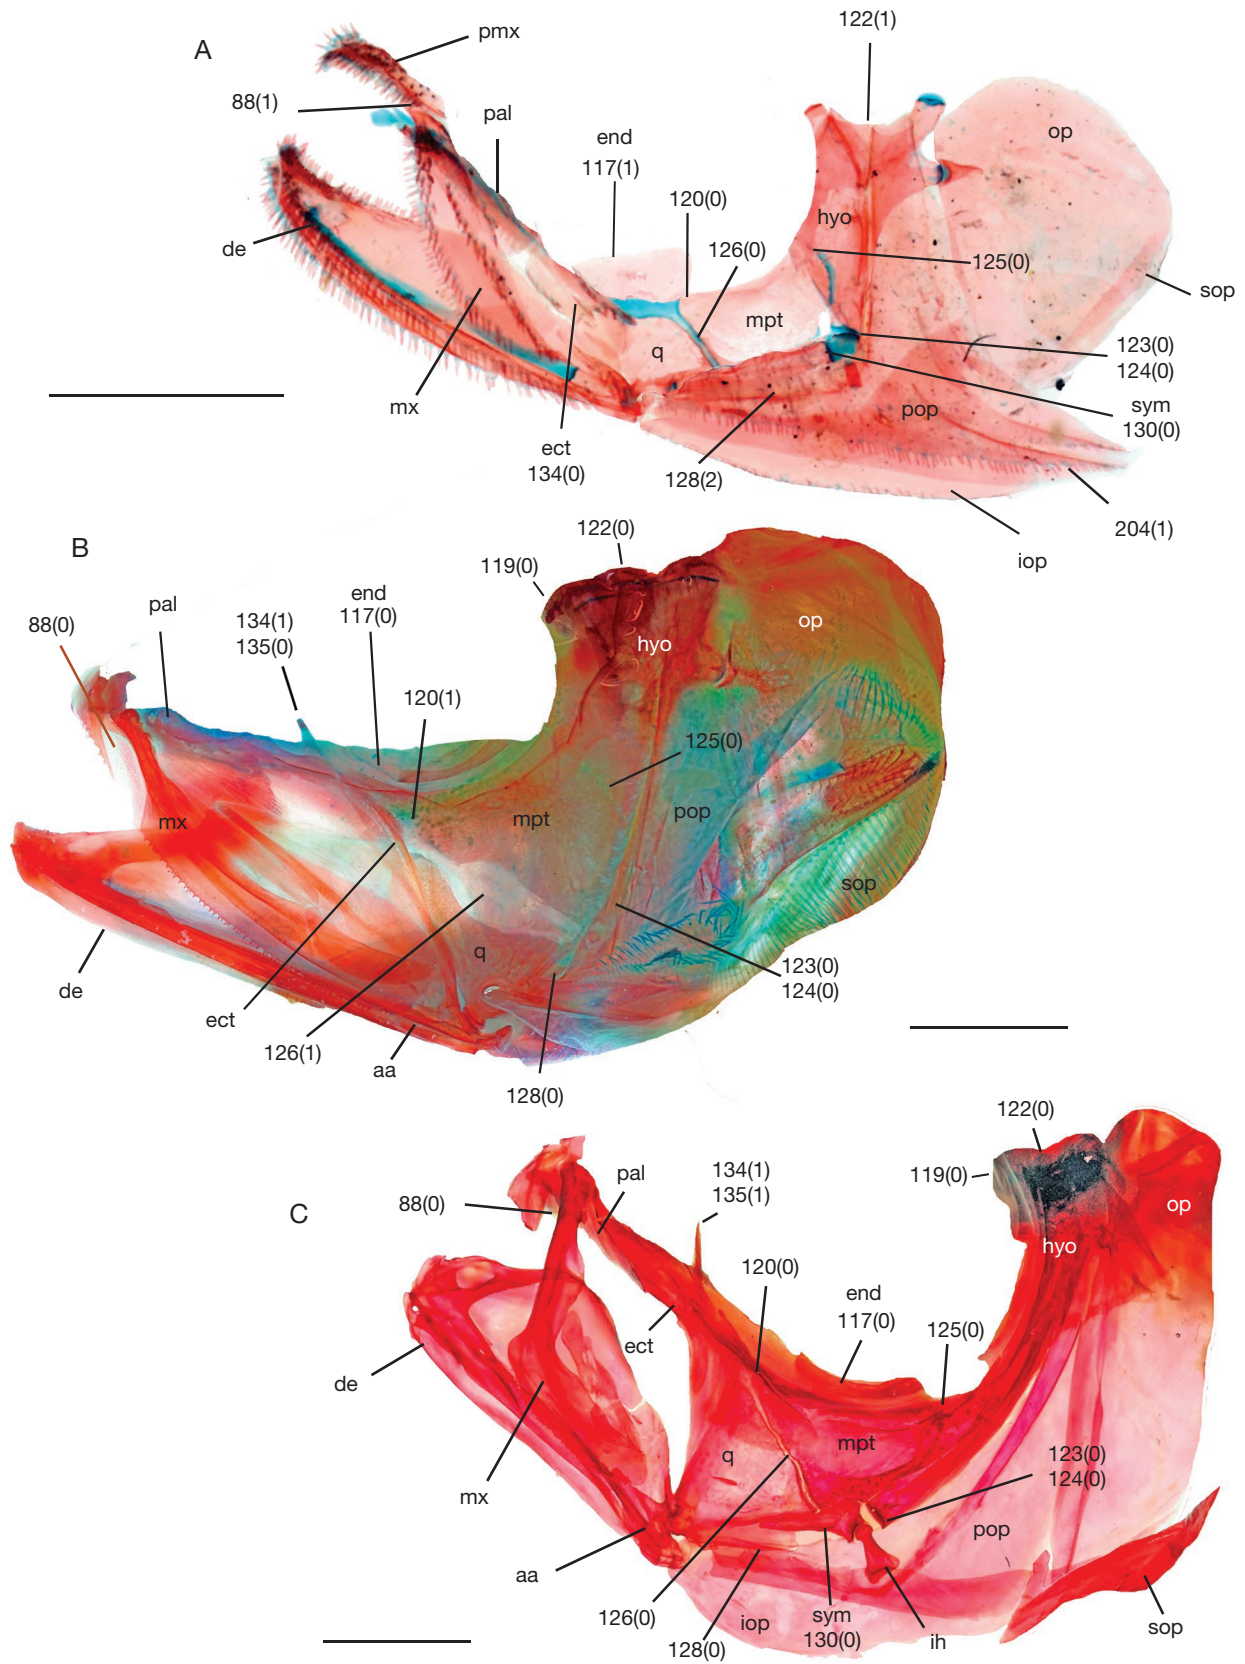 A
pmx
122(1)
88(1)
pal
end
117(1)
op
120(0)
hyo
de
126(0)
125(0)
sop
mpt
q
123(0)
124(0)
mx
pop
sym
130(0)
ect
134(0)
128(2)
204(1)
iop
B
122(0)
119(0)
pal
end
117(0)
134(1)
135(0)
88(0)
op
hyo
120(1)
125(0)
mx
mpt
pop
sop
q
de
123(0)
124(0)
ect
126(1)
aa
128(0)
C
122(0)
119(0)
pal
134(1)
135(1)
88(0)
op
hyo
120(0)
end
117(0)
125(0)
ect
de
mpt
q
123(0)
124(0)
mx
pop
aa
126(0)
iop
sym
130(0)
128(0)
ih
sop